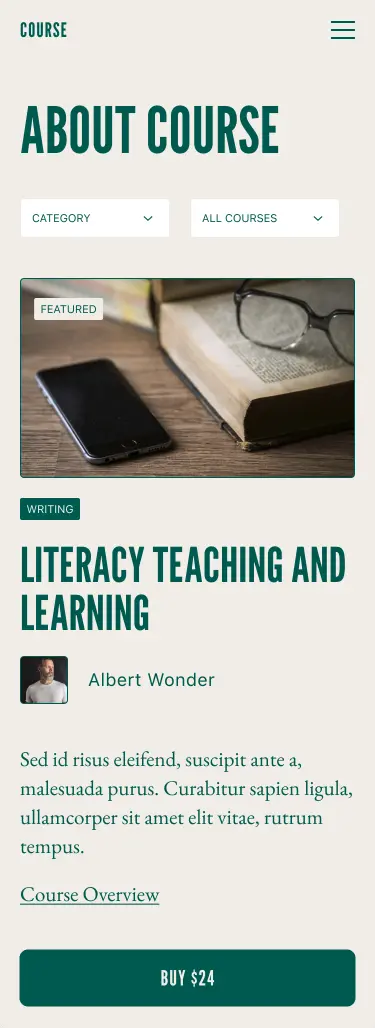 COURSE
ABOUT COURSE
CATEGORY
ALL COURSES
FEATURED
WRITING
LITERACY TEACHING AND
LEARNING
Albert Wonder
Sed id risus eleifend, suscipit ante a,
malesuada purus. Curabitur sapien ligula,
ullamcorper sit amet elit vitae, rutrum
tempus.
Course Overview
BUY $24